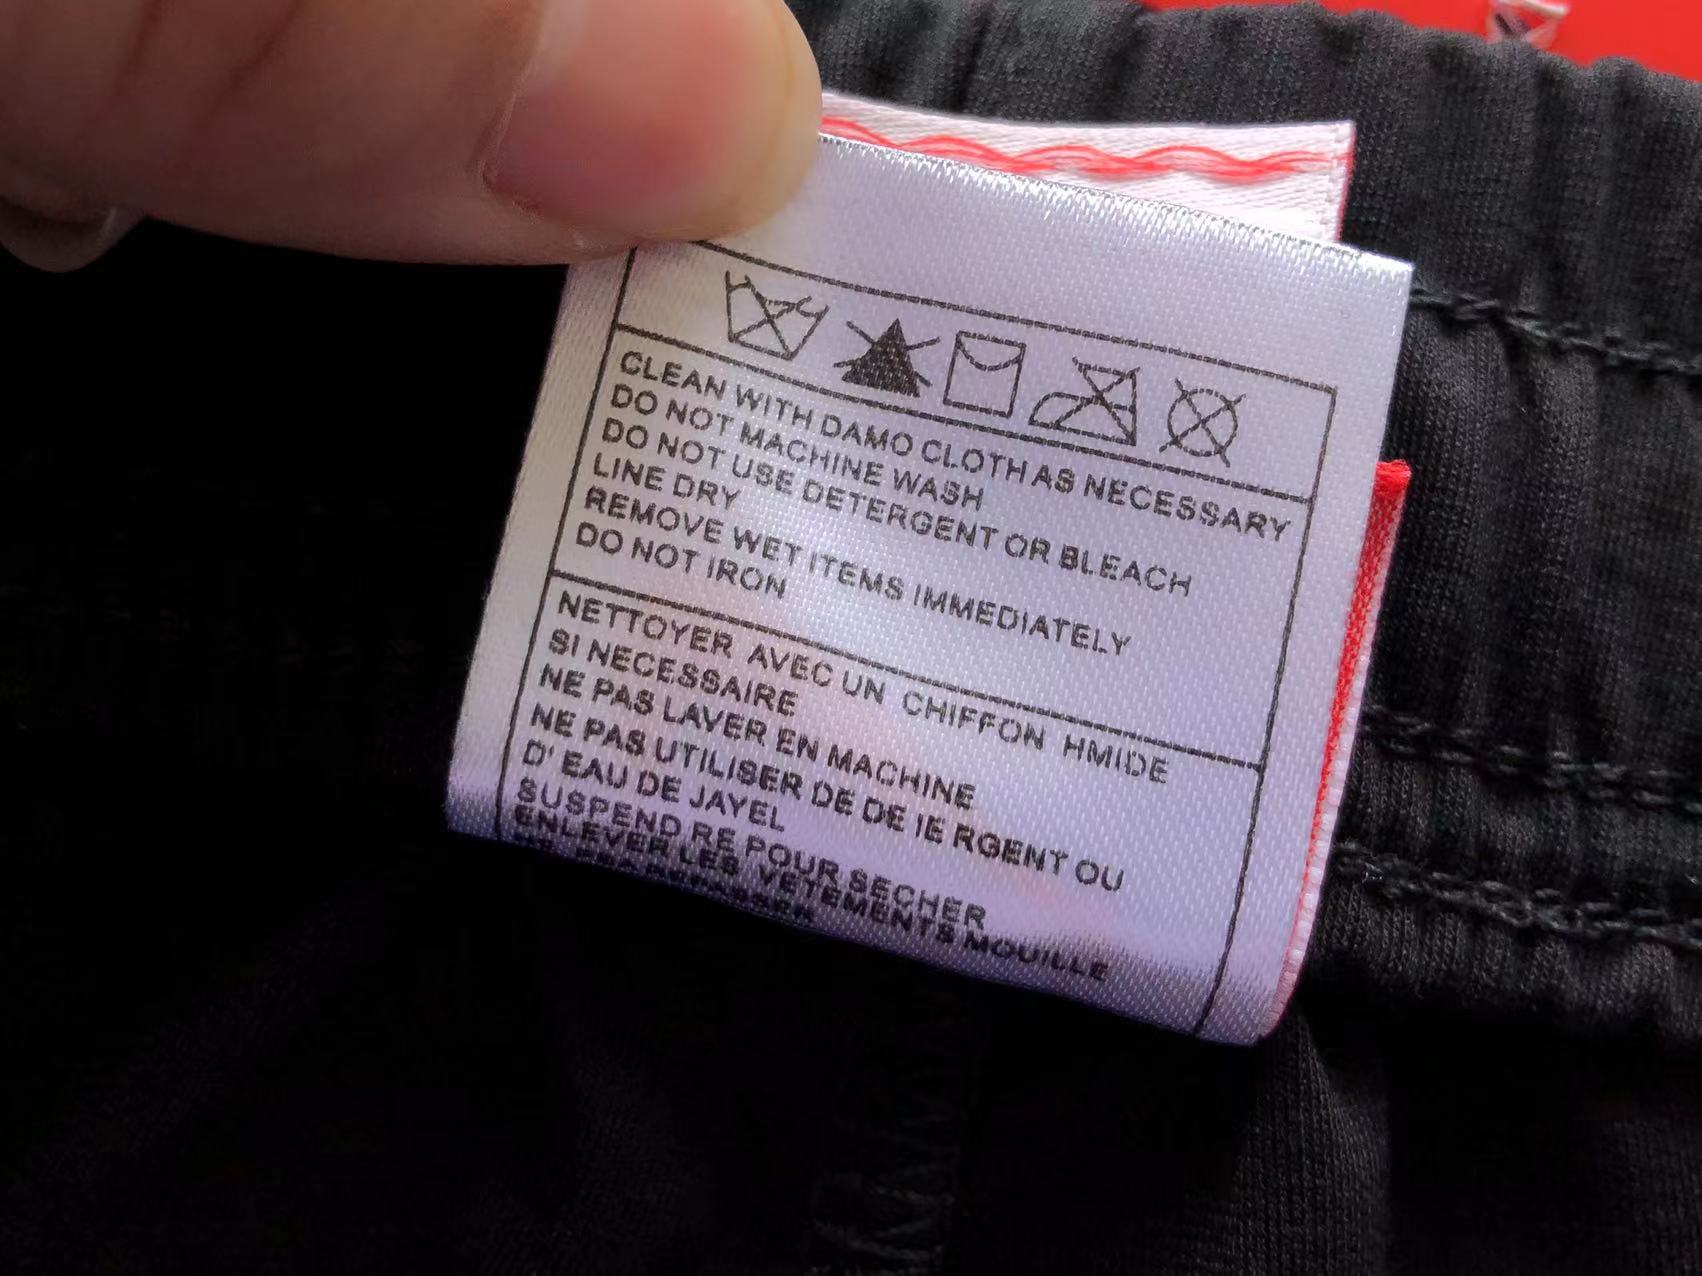 CLEAN WITH DAMO CLOTH AS NECESSARY
DO NOT MACHINE WASH
DO NOT USE DETERGENT OR BLEACH
LINE DRY
REMOVE WET ITEMS IMMEDIATELY
DO NOT IRON
NETTOYER AVEC UN CHIFFON HMIDE
SI NECESSAIRE
NE PAS LAVER EN MACHINE
NE PAS UTILISER DE DE IE RGENT OU
D' EAU DE JAYEL
SUSPEND RE POUR SECHER
ENLEVER LES VETEMENTS MOUILLE